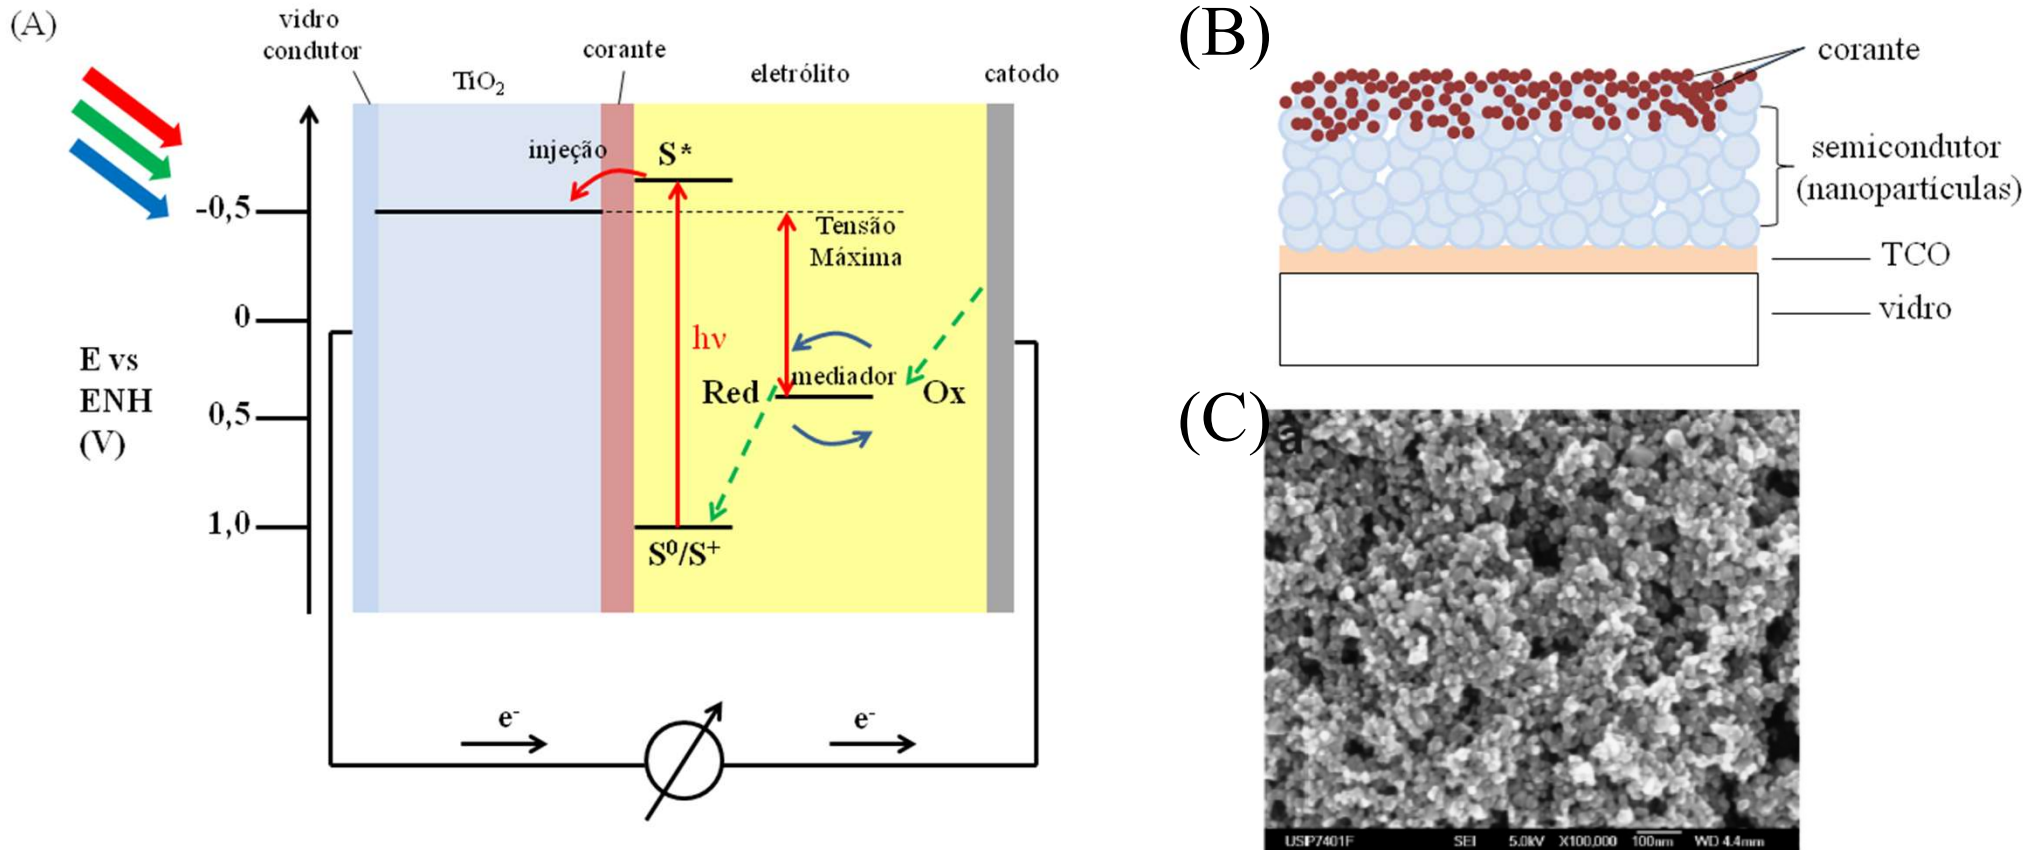 (A)
vidro
condutor
TiO₂
corante
eletrólito
catodo
injeção
S*
-0,5
Tensão
Máxima
0
hν
E vs
ENH
(V)
mediador
Red
Ox
0,5
1,0
S⁰/S⁺
e⁻
e⁻
(B)
corante
semicondutor
(nanopartículas)
TCO
vidro
(C)
a
USP7401F SEI 5.0kV X100,000 100nm WD 4.4mm